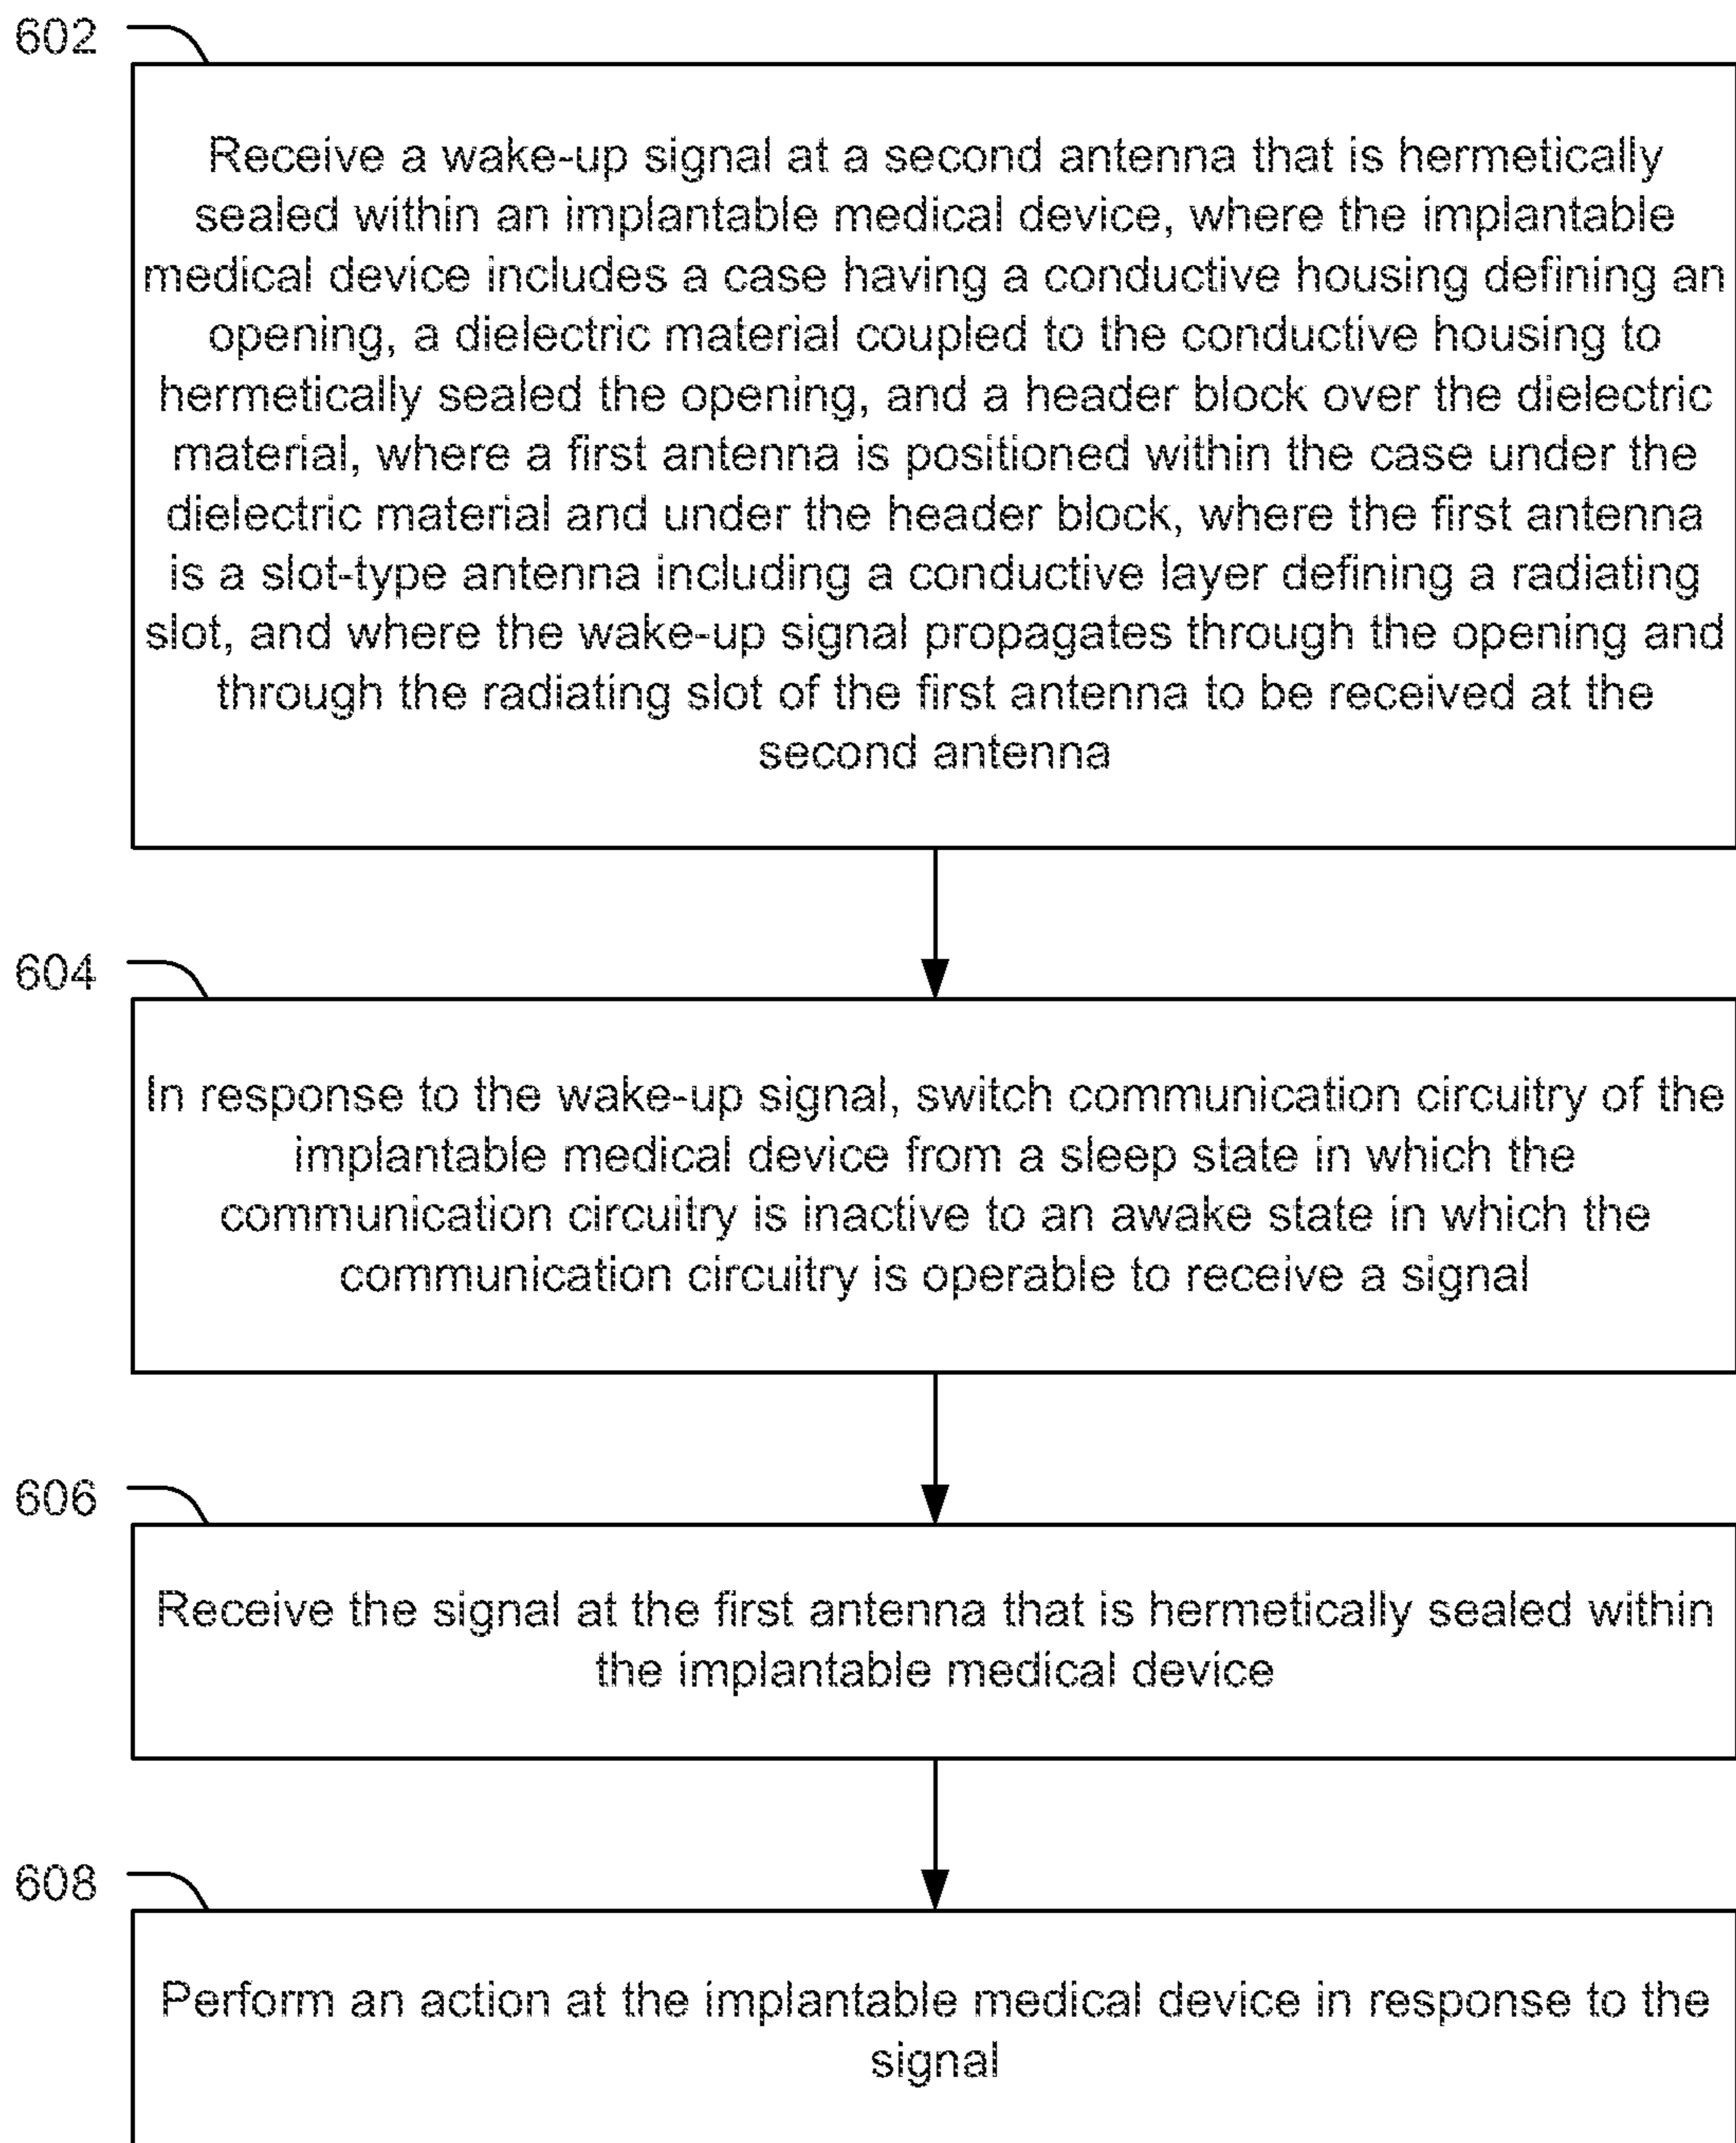 602
Receive a wake-up signal at a second antenna that is hermetically
sealed within an implantable medical device, where the implantable
medical device includes a case having a conductive housing defining an
opening, a dielectric material coupled to the conductive housing to
hermetically sealed the opening, and a header block over the dielectric
material, where a first antenna is positioned within the case under the
dielectric material and under the header block, where the first antenna
is a slot-type antenna including a conductive layer defining a radiating
slot, and where the wake-up signal propagates through the opening and
through the radiating slot of the first antenna to be received at the
second antenna
604
In response to the wake-up signal, switch communication circuitry of the
implantable medical device from a sleep state in which the
communication circuitry is inactive to an awake state in which the
communication circuitry is operable to receive a signal
606
Receive the signal at the first antenna that is hermetically sealed within
the implantable medical device
608
Perform an action at the implantable medical device in response to the
signal